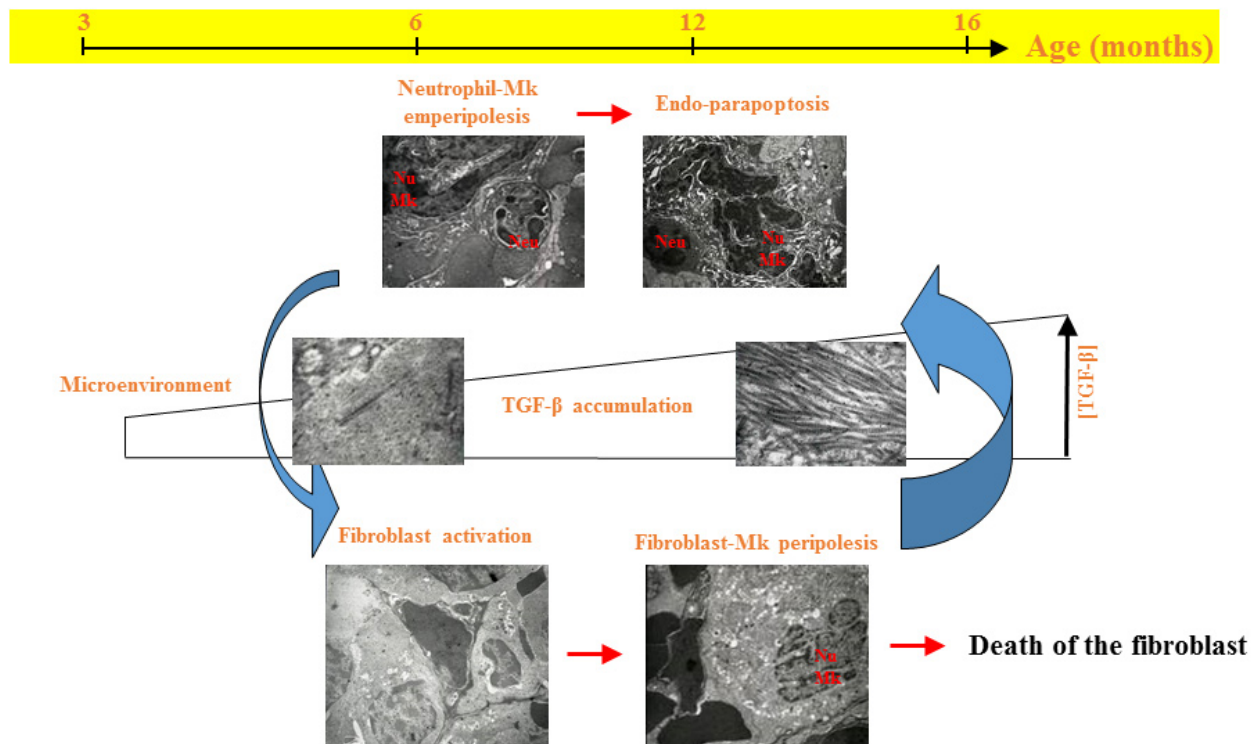 3 6 12 16
Age (months)
Neutrophil-Mk
emperipolesis
Endo-parapoptosis
Nu
Mk
Neu
Neu
Nu
Mk
Microenvironment
TGF-β accumulation
[TGF-β]
Fibroblast activation
Fibroblast-Mk peripolesis
Nu
Mk
Death of the fibroblast